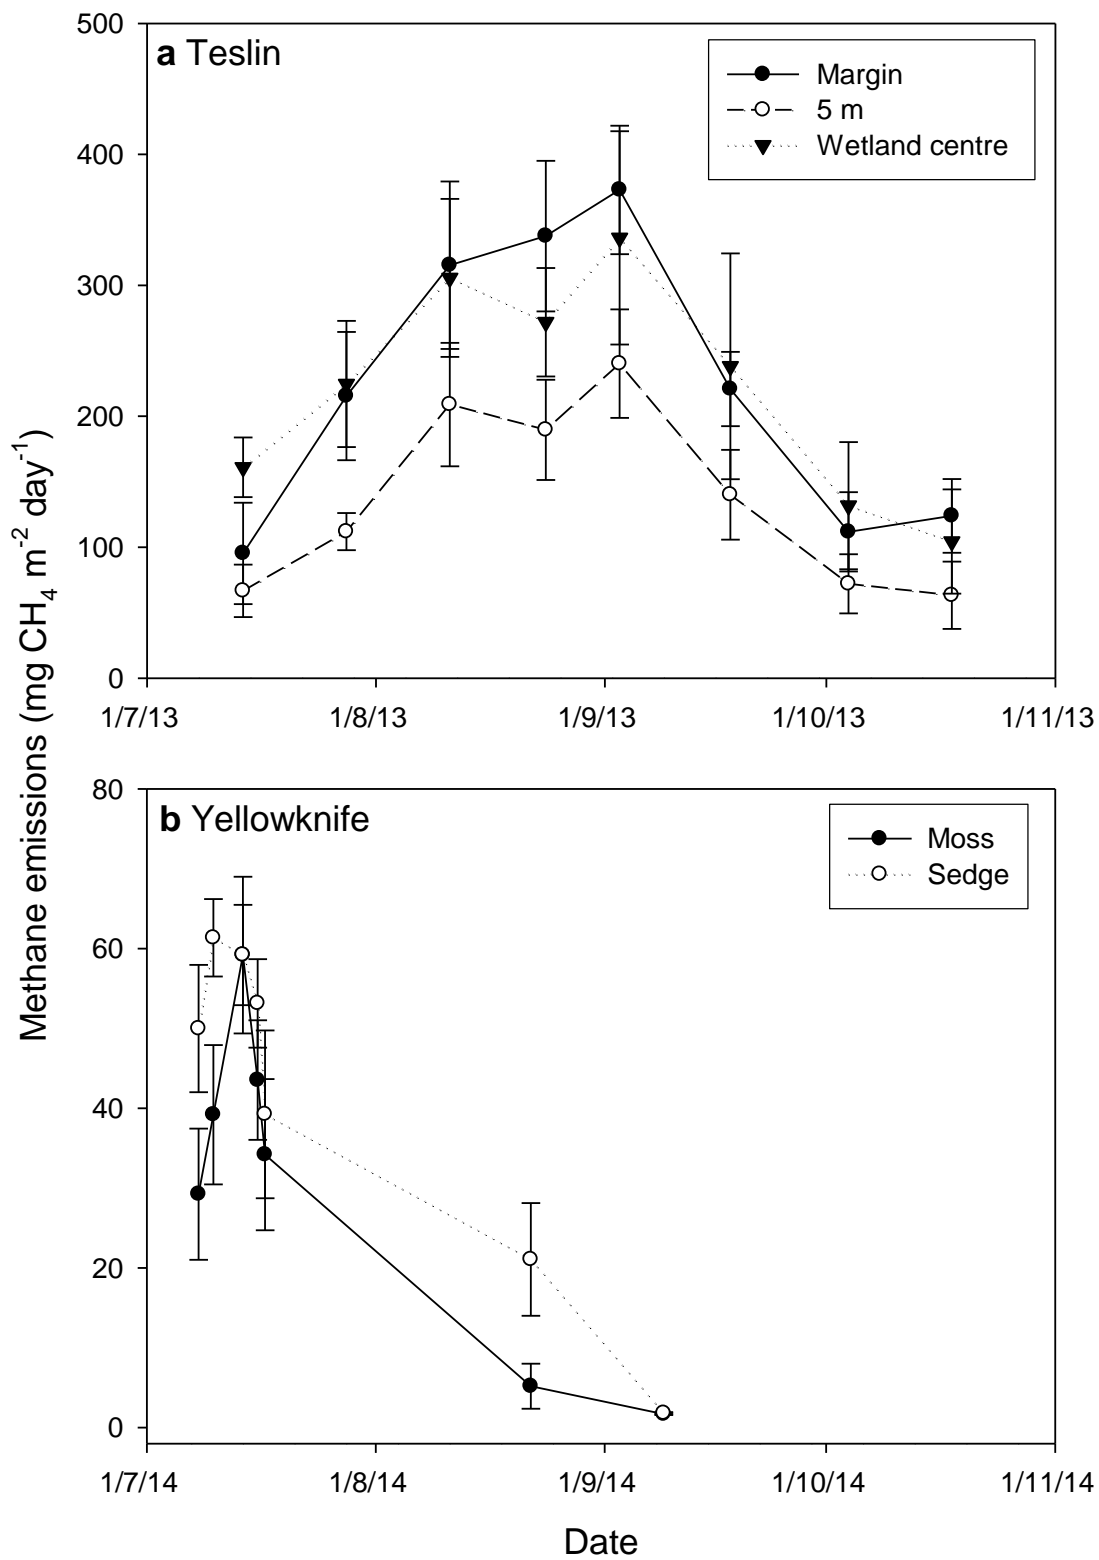 a Teslin
Margin
5 m
Wetland centre
500
400
300
200
100
0
1/7/13
1/8/13
1/9/13
1/10/13
1/11/13
Methane emissions (mg CH₄ m⁻² day⁻¹)
b Yellowknife
Moss
Sedge
80
60
40
20
0
1/7/14
1/8/14
1/9/14
1/10/14
1/11/14
Date